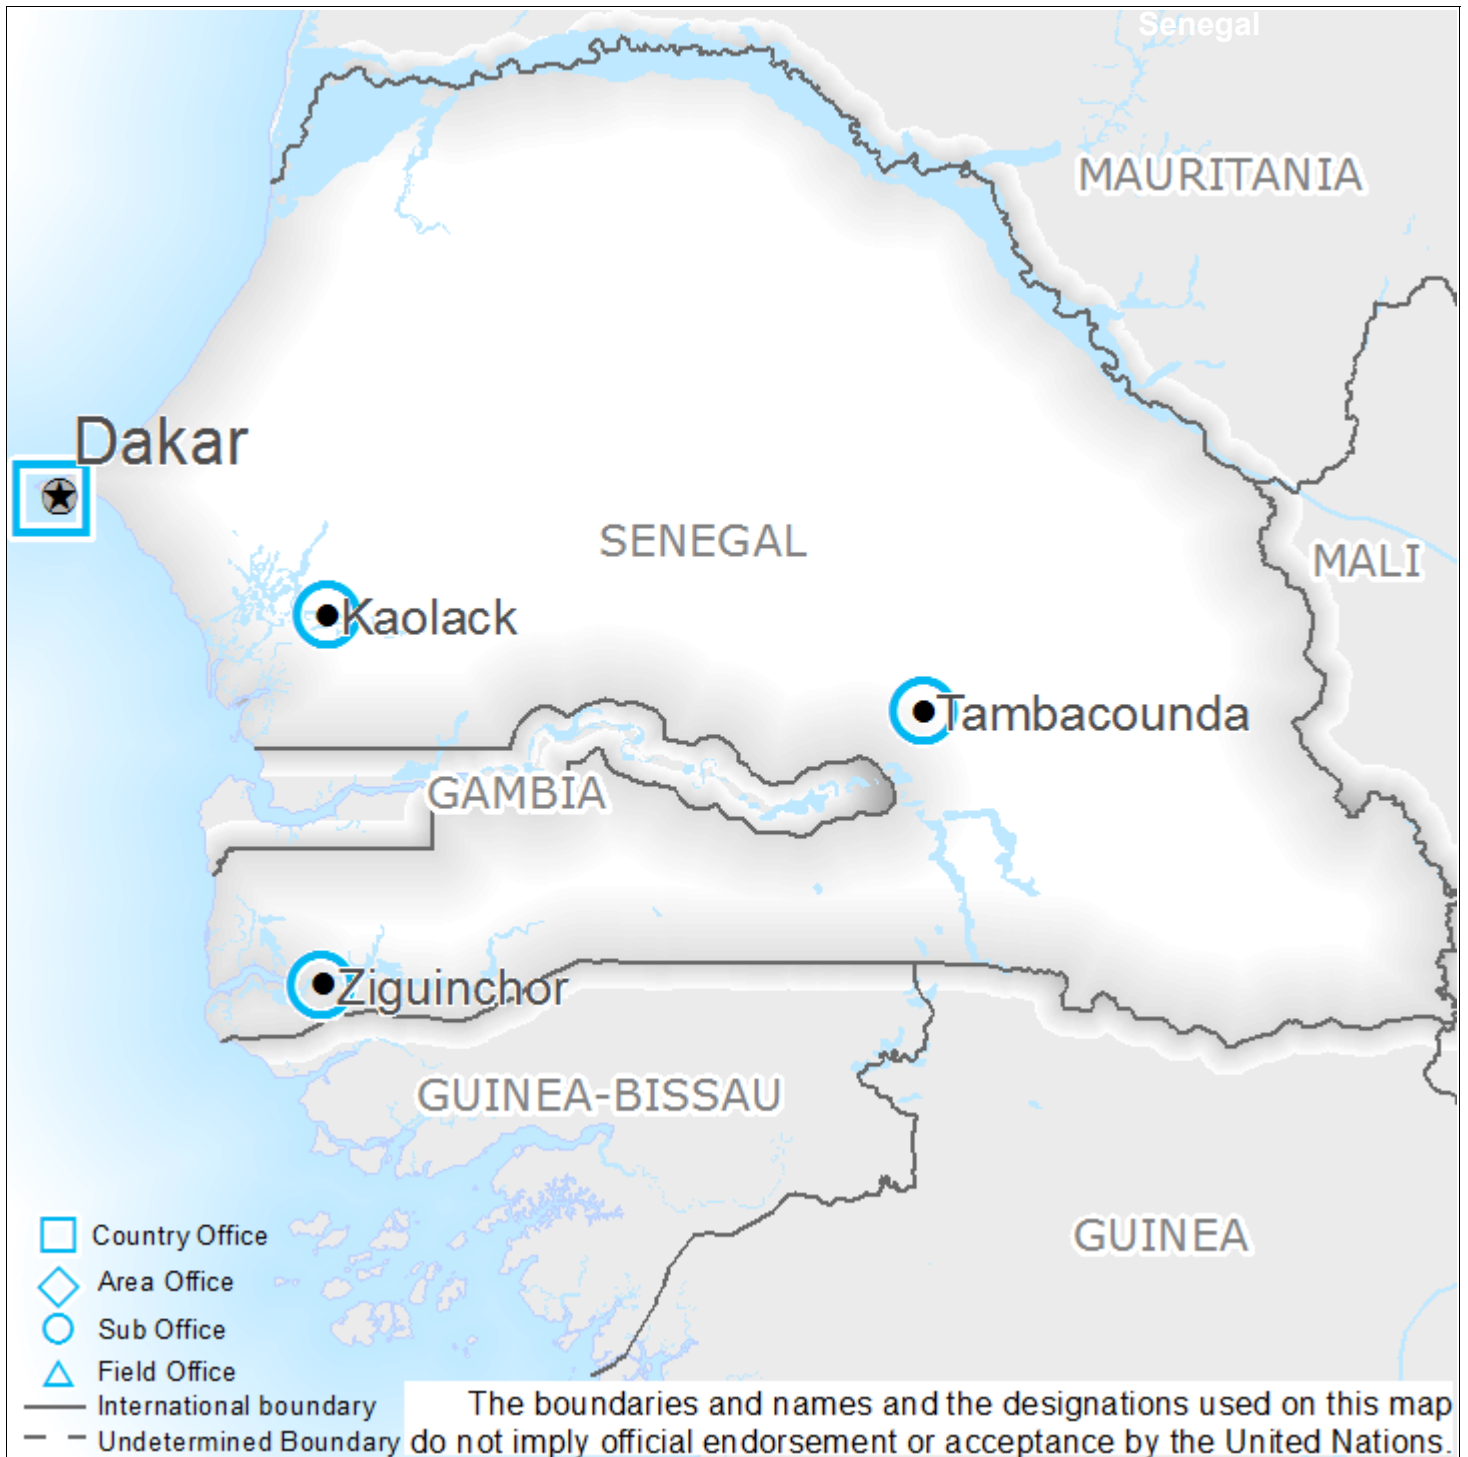 Senegal
MAURITANIA
Dakar
SENEGAL
MALI
Kaolack
Tambacounda
GAMBIA
Ziguinchor
GUINEA-BISSAU
GUINEA
Country Office
Area Office
Sub Office
Field Office
International boundary
Undetermined Boundary
The boundaries and names and the designations used on this map
do not imply official endorsement or acceptance by the United Nations.